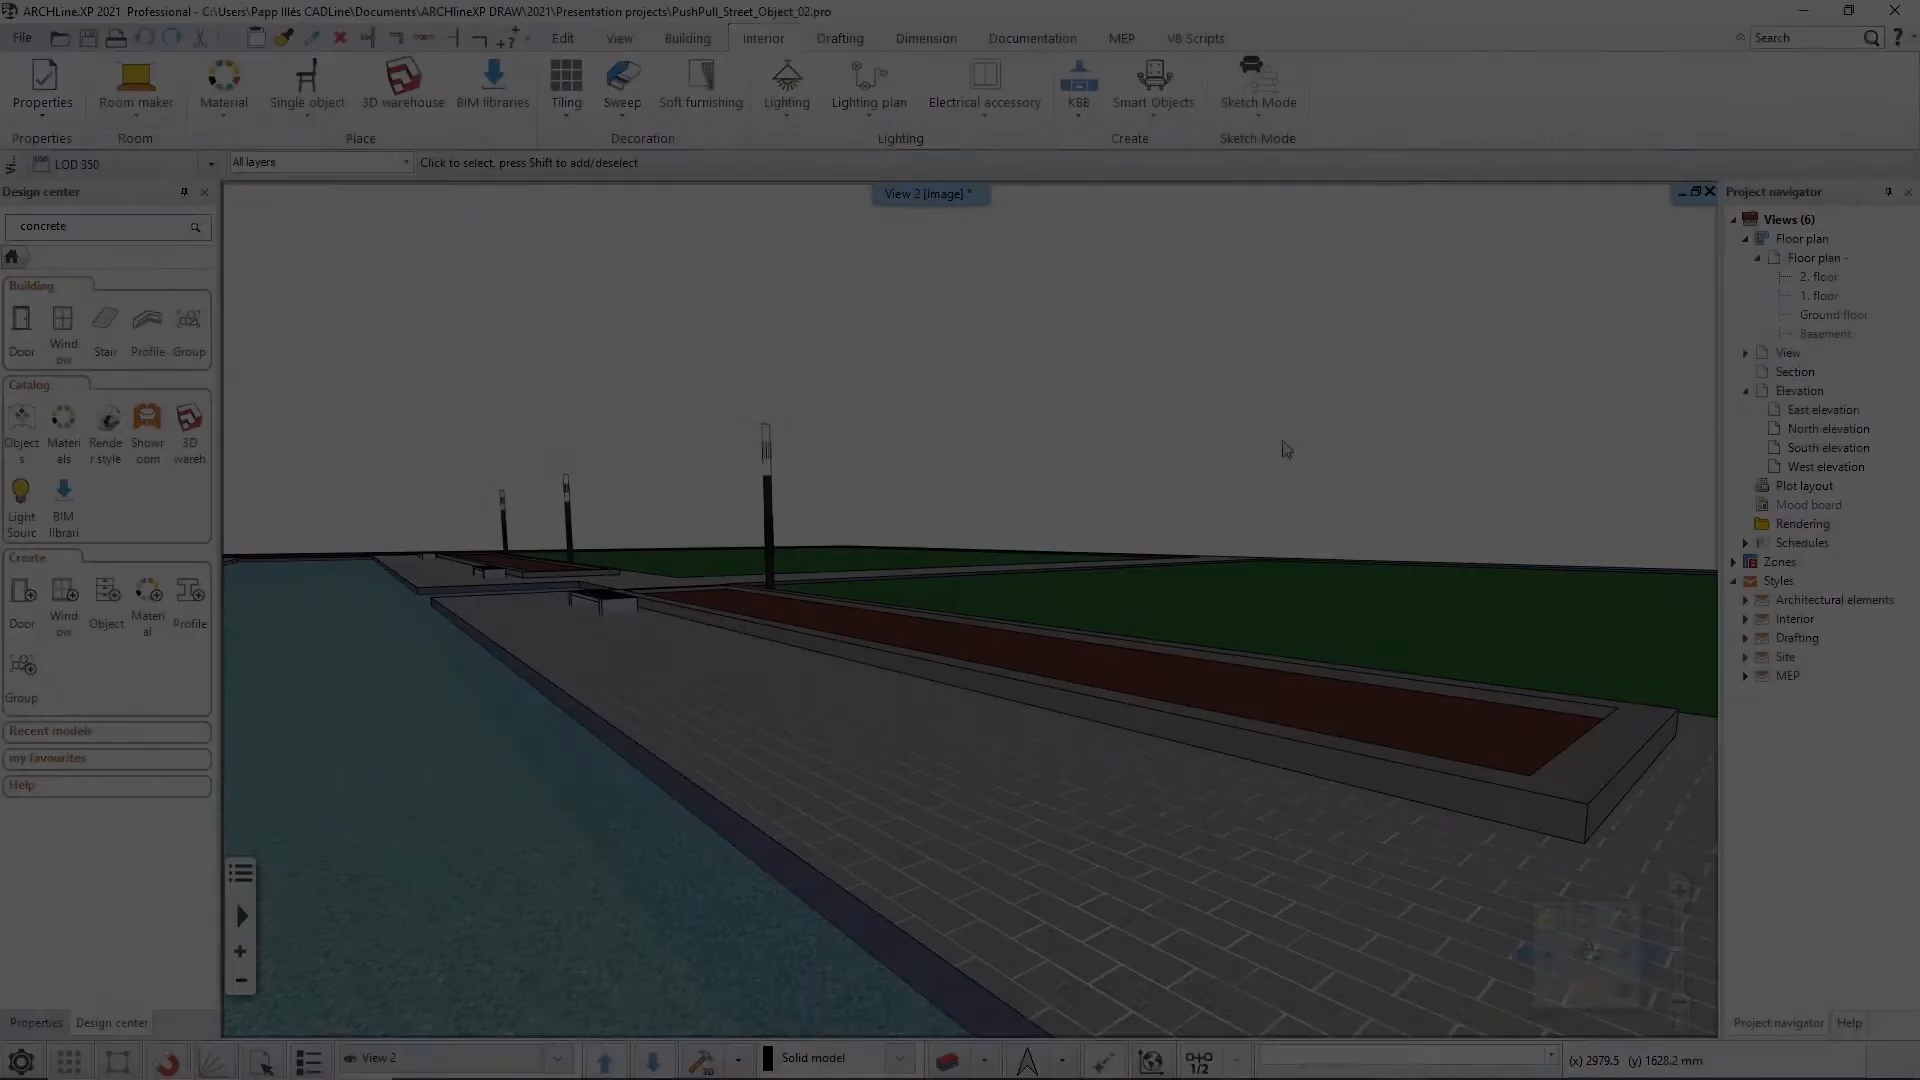 ARCHLine.XP 2021 Professional - C:\Users\Papp Illés CADLine\Documents\ARCHlineXP DRAW\2021\Presentation projects\PushPull_Street_Object_02.pro
File
Edit
View
Building
Interior
Drafting
Dimension
Documentation
MEP
V8 Scripts
Search
?
Properties
Room maker
Material
Single object
3D warehouse
BIM libraries
Tiling
Sweep
Soft furnishing
Lighting
Lighting plan
Electrical accessory
KBB
Smart Objects
Sketch Mode
Properties
Room
Place
Decoration
Lighting
Create
Sketch Mode
LOD 350
All layers
Click to select, press Shift to add/deselect
Design center
concrete
Building
Door
Wind
ow
Stair
Profile
Group
Catalog
Object
s
Materi
als
Rende
r style
Showr
oom
3D
wareh
Light
Sourc
BIM
librari
Create
Door
Wind
ow
Object
Materi
al
Profile
Group
Recent models
my favourites
Help
Properties
Design center
View 2 [Image] *
Project navigator
Views (6)
Floor plan
Floor plan -
2. floor
1. floor
Ground floor
Basement
View
Section
Elevation
East elevation
North elevation
South elevation
West elevation
Plot layout
Mood board
Rendering
Schedules
Zones
Styles
Architectural elements
Interior
Drafting
Site
MEP
Project navigator
Help
View 2
3D
Solid model
1/2
(x) 2979.5 (y) 1628.2 mm